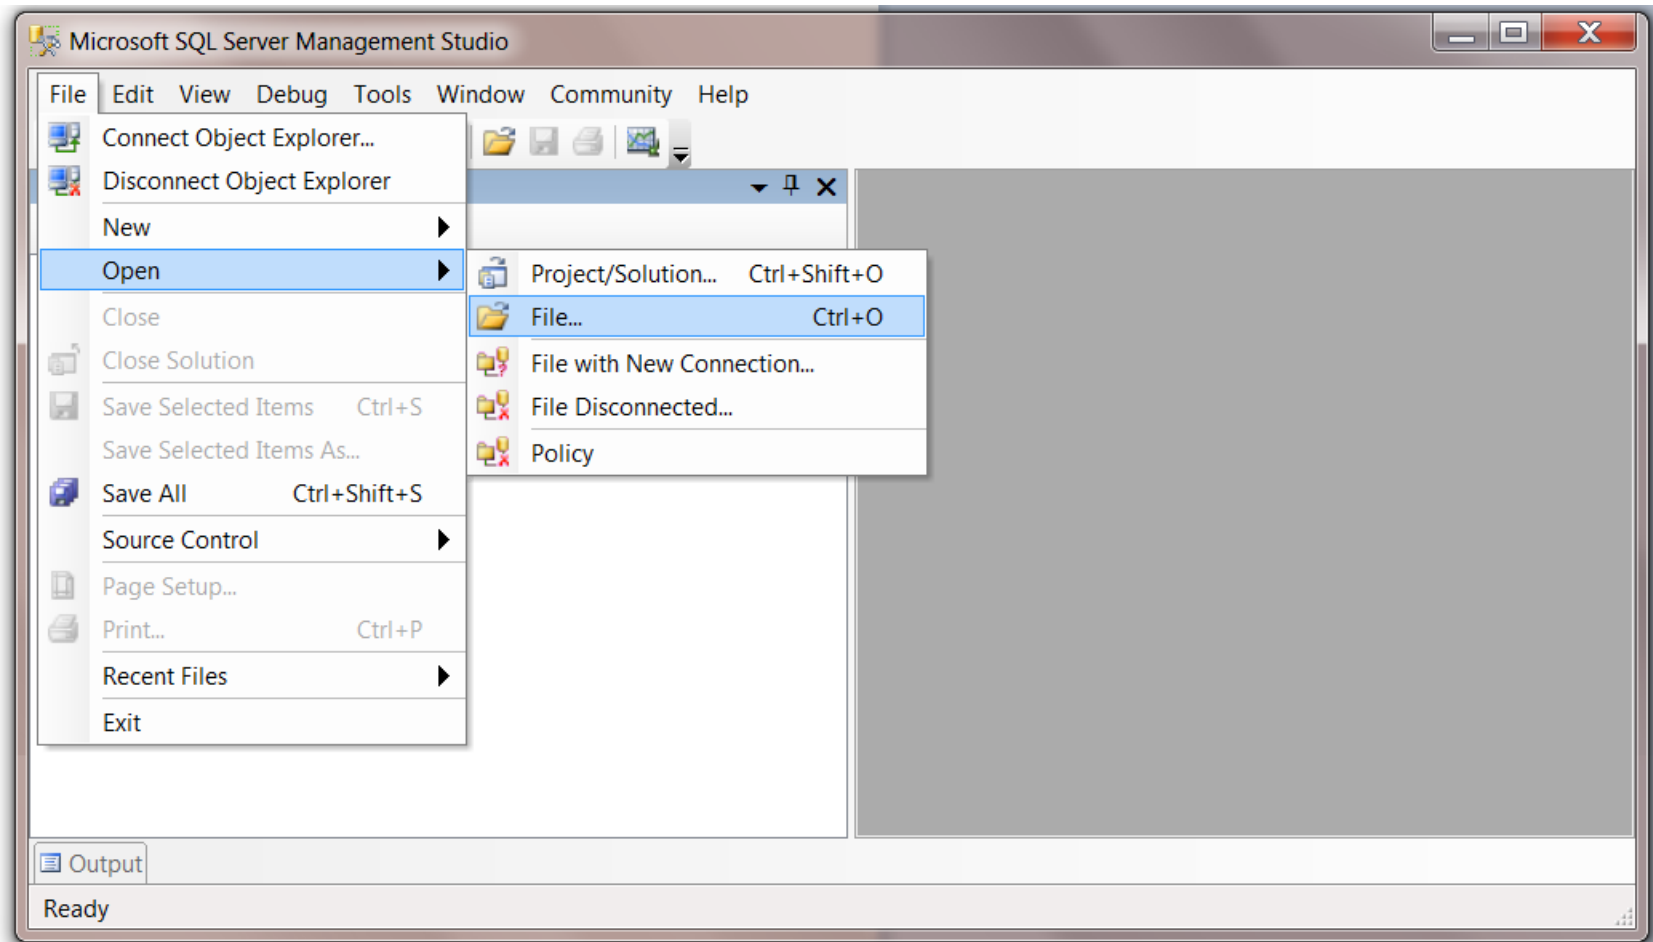 Microsoft SQL Server Management Studio
File Edit View Debug Tools Window Community Help
Connect Object Explorer...
Disconnect Object Explorer
New
Open
Project/Solution... Ctrl+Shift+O
File... Ctrl+O
File with New Connection...
File Disconnected...
Policy
Close
Close Solution
Save Selected Items Ctrl+S
Save Selected Items As...
Save All Ctrl+Shift+S
Source Control
Page Setup...
Print... Ctrl+P
Recent Files
Exit
Output
Ready